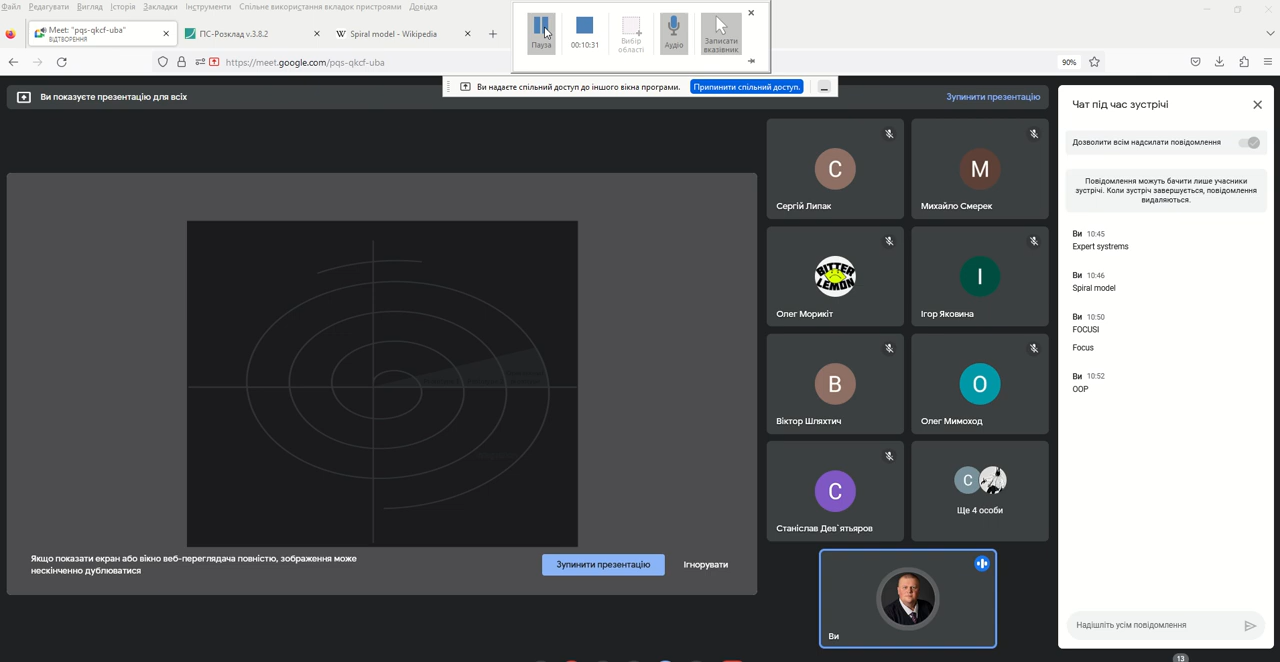 Файл Редагувати Вигляд Історія Закладки Інструменти Спільне використання вкладок пристроями Довідка
Meet: "pqs-qkcf-uba"
ВІДТВОРЕННЯ
ПС-Розклад v.3.8.2
W Spiral model - Wikipedia
Пауза
00:10:31
Вибір
області
Аудіо
Записати
вказівник
https://meet.google.com/pqs-qkcf-uba
90%
Ви надаєте спільний доступ до іншого вікна програми.
Припинити спільний доступ.
Ви показуєте презентацію для всіх
Зупинити презентацію
Якщо показати екран або вікно веб-переглядача повністю, зображення може
нескінченно дублюватися
Зупинити презентацію
Ігнорувати
С
Сергій Липак
М
Михайло Смерек
BITTER
LEMON
Олег Морикіт
І
Ігор Яковина
В
Віктор Шляхтич
О
Олег Мимоход
С
Станіслав Дев`ятьяров
С
Ще 4 особи
Ви
Чат під час зустрічі
Дозволити всім надсилати повідомлення
Повідомлення можуть бачити лише учасники
зустрічі. Коли зустріч завершується, повідомлення
видаляються.
Ви 10:45
Expert systrems
Ви 10:46
Spiral model
Ви 10:50
FOCUSI
Focus
Ви 10:52
OOP
Надішліть усім повідомлення
13